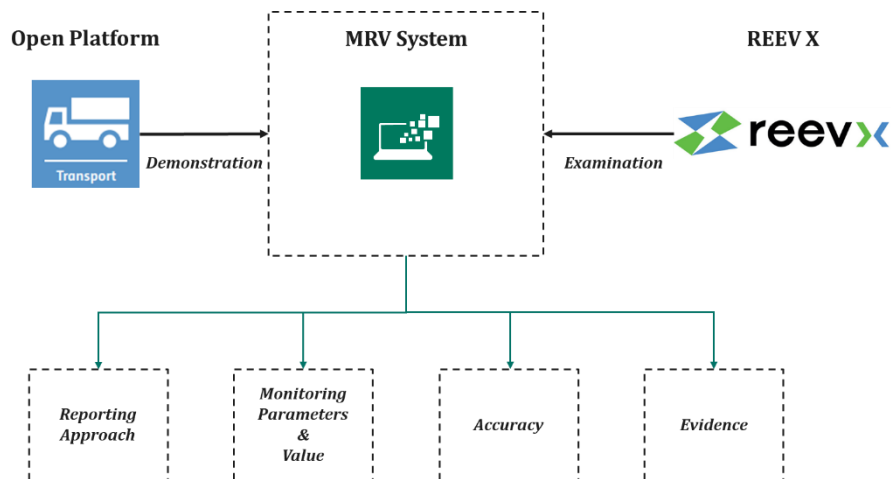 Open Platform
MRV System
REEV X
Transport
Demonstration
Examination
reevx
Reporting
Approach
Monitoring
Parameters
&
Value
Accuracy
Evidence